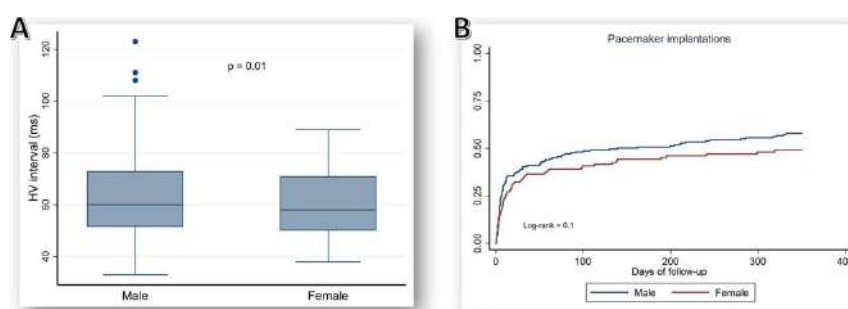 A
HV interval (ms)
120
100
80
60
40
p = 0.01
Male
Female
B
Pacemaker implantations
1.00
0.75
0.50
0.25
0.00
Log-rank = 0.1
0
100
200
300
Days of follow-up
Male
Female